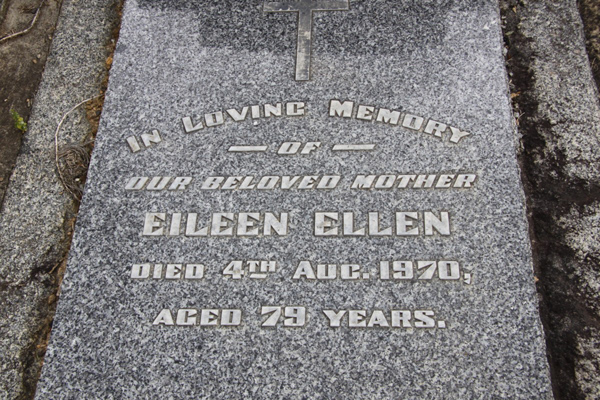 IN LOVING MEMORY
— OF —
OUR BELOVED MOTHER
EILEEN ELLEN
DIED 4TH AUG. 1970,
AGED 79 YEARS.